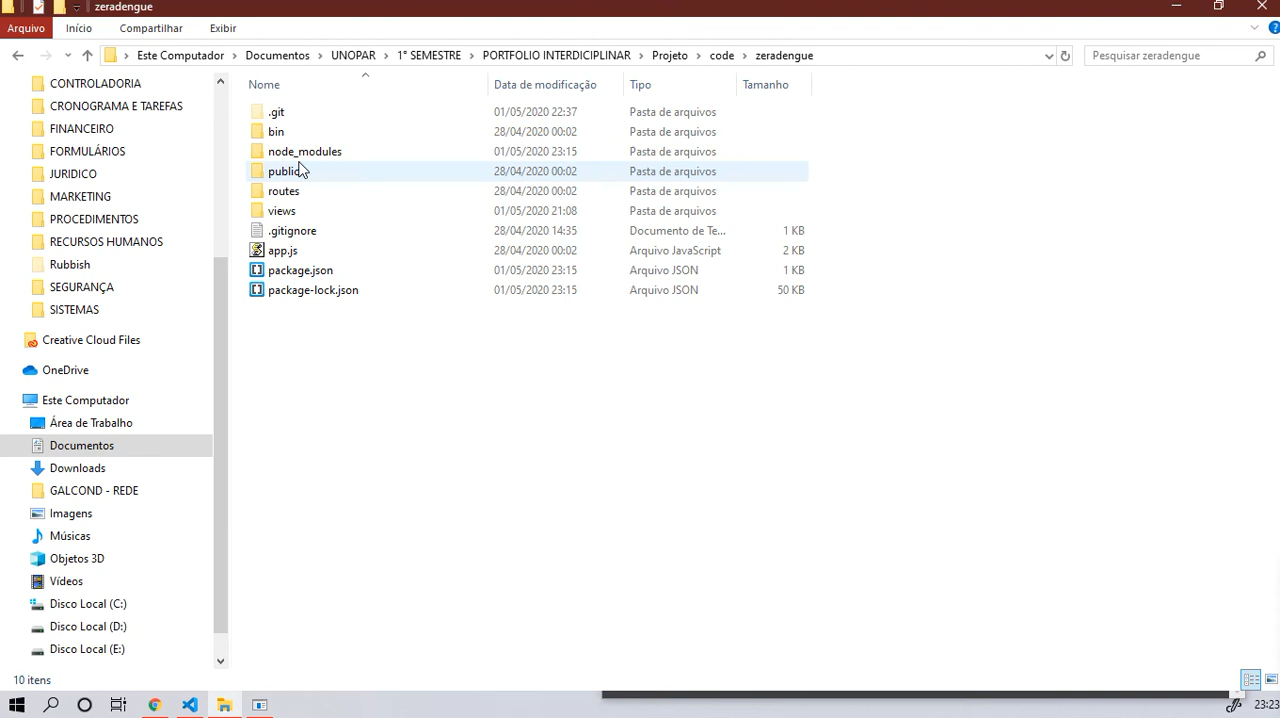 zeradengue
Arquivo Início Compartilhar Exibir
Este Computador Documentos UNOPAR 1° SEMESTRE PORTFOLIO INTERDICIPLINAR Projeto code zeradengue Pesquisar zeradengue
Nome Data de modificação Tipo Tamanho
CONTROLADORIA
CRONOGRAMA E TAREFAS
FINANCEIRO
FORMULÁRIOS
JURIDICO
MARKETING
PROCEDIMENTOS
RECURSOS HUMANOS
Rubbish
SEGURANÇA
SISTEMAS
Creative Cloud Files
OneDrive
Este Computador
Área de Trabalho
Documentos
Downloads
GALCOND - REDE
Imagens
Músicas
Objetos 3D
Vídeos
Disco Local (C:)
Disco Local (D:)
Disco Local (E:)
.git 01/05/2020 22:37 Pasta de arquivos
bin 28/04/2020 00:02 Pasta de arquivos
node_modules 01/05/2020 23:15 Pasta de arquivos
public 28/04/2020 00:02 Pasta de arquivos
routes 28/04/2020 00:02 Pasta de arquivos
views 01/05/2020 21:08 Pasta de arquivos
.gitignore 28/04/2020 14:35 Documento de Te... 1 KB
app.js 28/04/2020 00:02 Arquivo JavaScript 2 KB
package.json 01/05/2020 23:15 Arquivo JSON 1 KB
package-lock.json 01/05/2020 23:15 Arquivo JSON 50 KB
10 itens
23:23